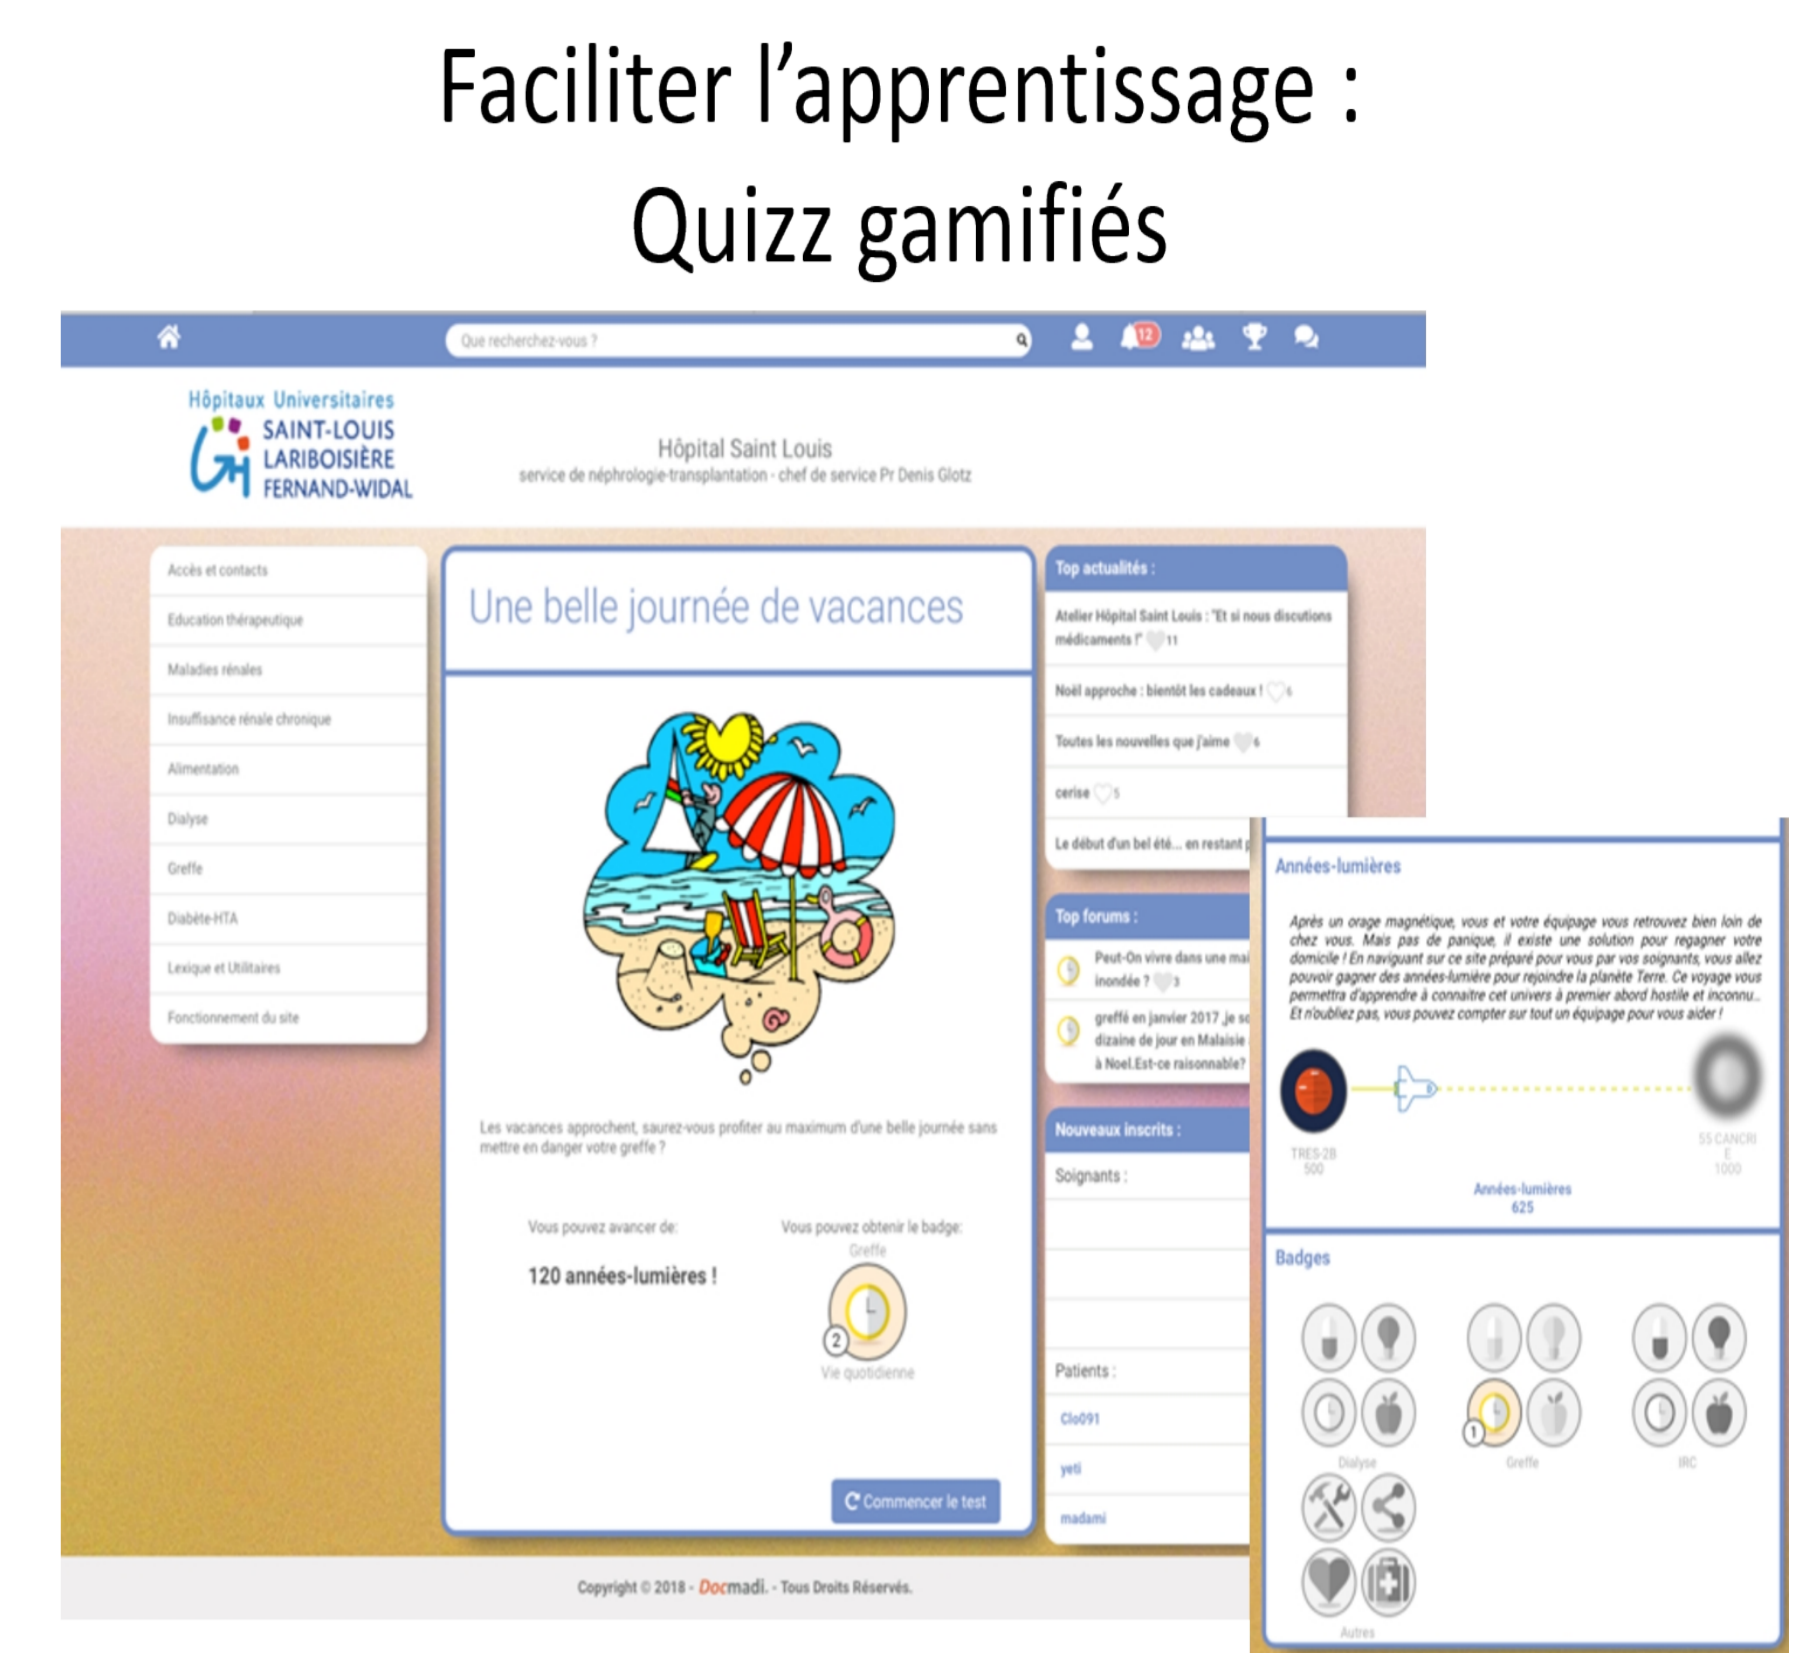 Faciliter l’apprentissage :
Quizz gamifiés
Que recherchez-vous ?
12
Hôpitaux Universitaires
SAINT-LOUIS
LARIBOISIÈRE
FERNAND-WIDAL
Hôpital Saint Louis
service de néphrologie-transplantation - chef de service Pr Denis Glotz
Accès et contacts
Education thérapeutique
Maladies rénales
Insuffisance rénale chronique
Alimentation
Dialyse
Greffe
Diabète-HTA
Lexique et Utilitaires
Fonctionnement du site
Une belle journée de vacances
Les vacances approchent, saurez-vous profiter au maximum d'une belle journée sans
mettre en danger votre greffe ?
Vous pouvez avancer de:
120 années-lumières !
Vous pouvez obtenir le badge:
Greffe
2
Vie quotidienne
Commencer le test
Top actualités :
Atelier Hôpital Saint Louis : "Et si nous discutions
médicaments !" 11
Noël approche : bientôt les cadeaux ! 6
Toutes les nouvelles que j'aime 6
cerise 5
Le début d'un bel été... en restant
Top forums :
Peut-On vivre dans une mai
inondée ? 3
greffé en janvier 2017 ,je so
dizaine de jour en Malaisie
à Noel.Est-ce raisonnable?
Nouveaux inscrits :
Soignants :
Patients :
Clo091
yeti
madami
Années-lumières
Après un orage magnétique, vous et votre équipage vous retrouvez bien loin de
chez vous. Mais pas de panique, il existe une solution pour regagner votre
domicile ! En naviguant sur ce site préparé pour vous par vos soignants, vous allez
pouvoir gagner des années-lumière pour rejoindre la planète Terre. Ce voyage vous
permettra d'apprendre à connaitre cet univers à premier abord hostile et inconnu...
Et n'oubliez pas, vous pouvez compter sur tout un équipage pour vous aider !
TRES-2B
500
55 CANCRI
E
1000
Années-lumières
625
Badges
1
Dialyse
Greffe
IRC
Autres
Copyright © 2018 - Docmadi. - Tous Droits Réservés.